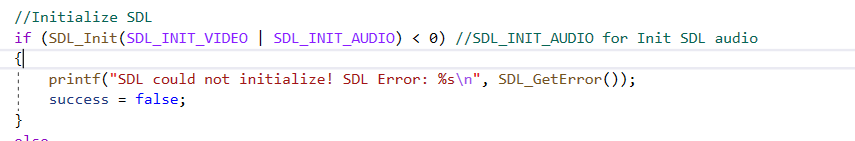 //Initialize SDL
if (SDL_Init(SDL_INIT_VIDEO | SDL_INIT_AUDIO) < 0) //SDL_INIT_AUDIO for Init SDL audio
{
printf("SDL could not initialize! SDL Error: %s\n", SDL_GetError());
success = false;
}
else